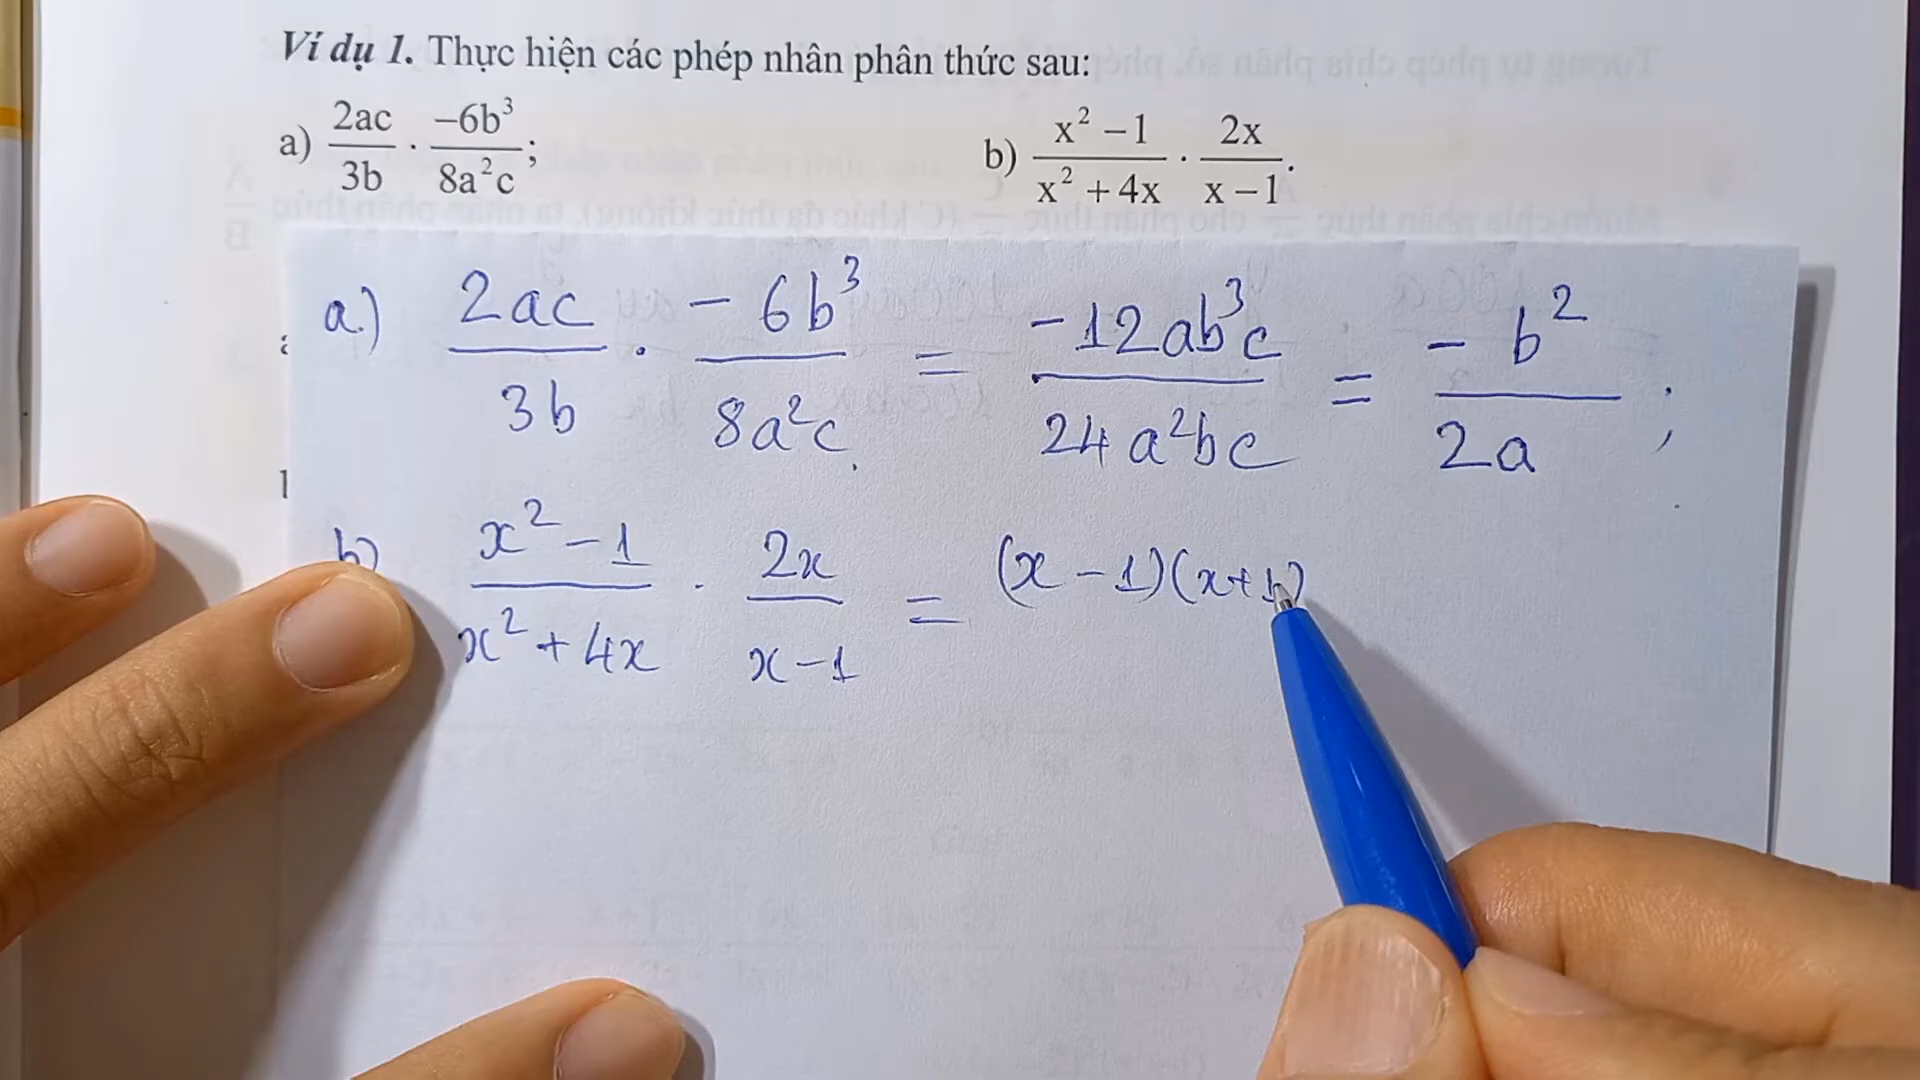 Ví dụ 1. Thực hiện các phép nhân phân thức sau:
a) 2ac/3b · −6b³/8a²c; b) x² − 1/x² + 4x · 2x/x − 1.
a.) 2ac/3b · − 6b³/8a²c = −12ab³c/24a²bc = − b²/2a ;
b) x² − 1/x² + 4x · 2x/x − 1 = (x − 1)(x + 1)